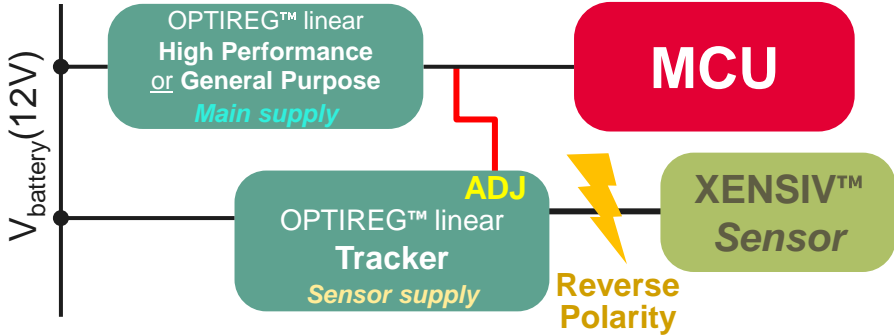 V_battery(12V)
OPTIREG™ linear
High Performance
or General Purpose
Main supply
MCU
ADJ
OPTIREG™ linear
Tracker
Sensor supply
Reverse
Polarity
XENSIV™
Sensor